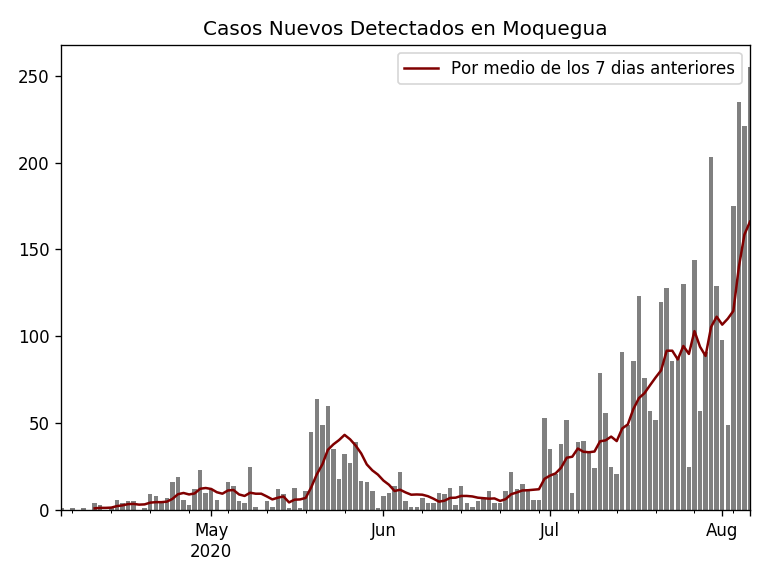 Casos Nuevos Detectados en Moquegua
Por medio de los 7 dias anteriores
250
200
150
100
50
0
May
2020
Jun
Jul
Aug